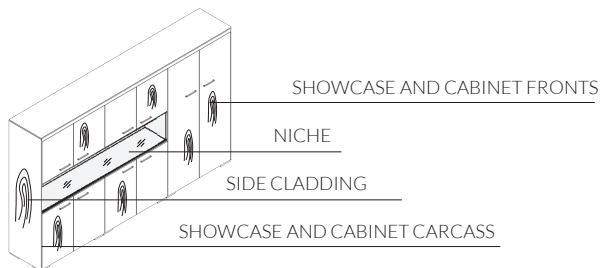 SHOWCASE AND CABINET FRONTS
NICHE
SIDE CLADDING
SHOWCASE AND CABINET CARCASS